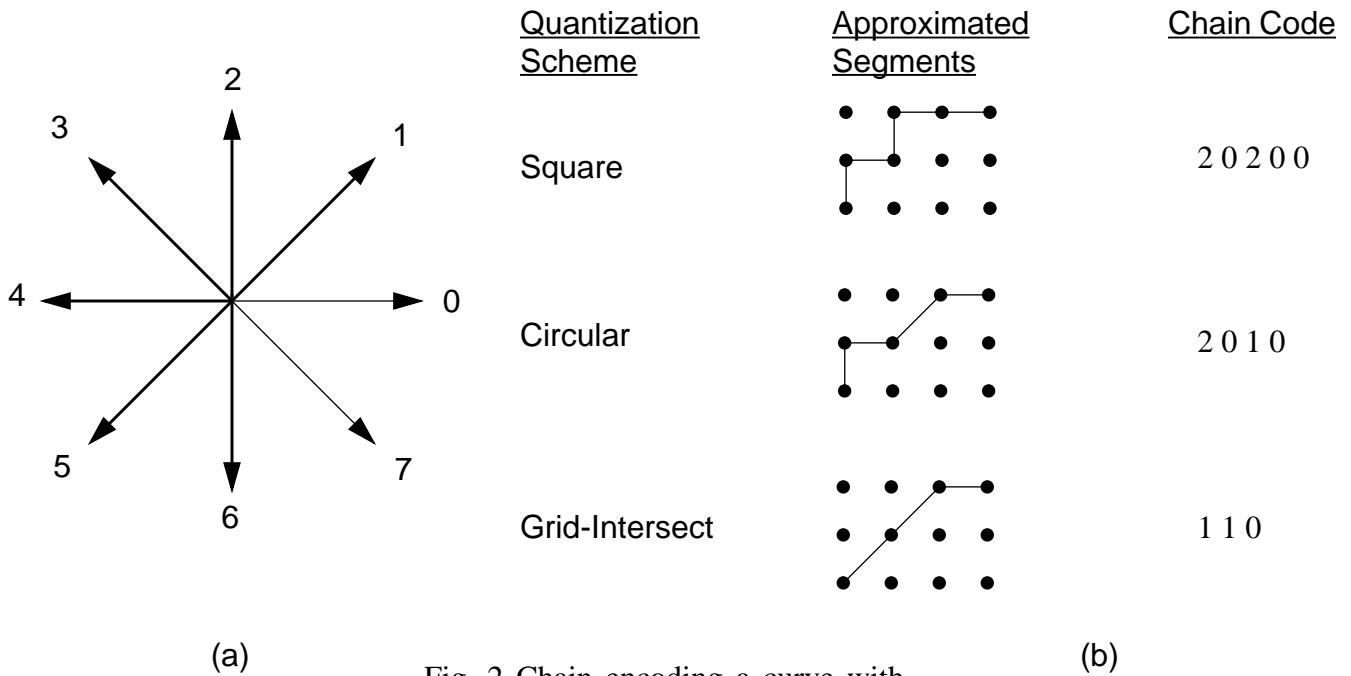 2
3
1
4
0
5
7
6
(a)
Quantization Scheme
Approximated Segments
Chain Code
Square
2 0 2 0 0
Circular
2 0 1 0
Grid-Intersect
1 1 0
(b)
Fig. 2 Chain encoding a curve with